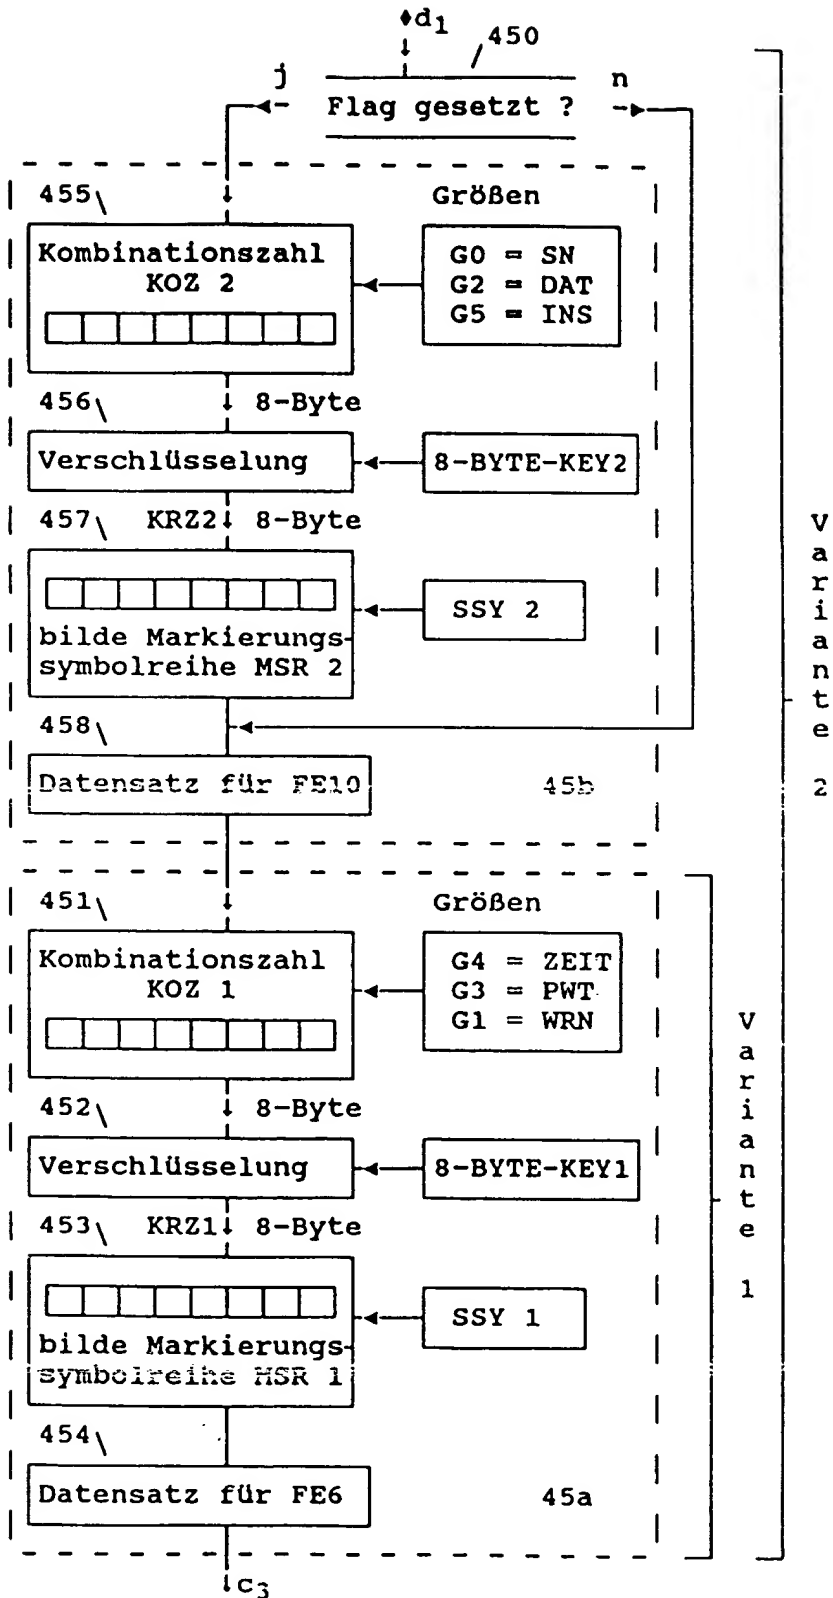 d1
450
j
n
Flag gesetzt ?
455
Größen
Kombinationszahl
KOZ 2
G0 = SN
G2 = DAT
G5 = INS
456
8-Byte
Verschlüsselung
8-BYTE-KEY2
457
KRZ2
8-Byte
SSY 2
bilde Markierungs-
symbolreihe MSR 2
458
Datensatz für FE10
45b
Variante 2
451
Größen
Kombinationszahl
KOZ 1
G4 = ZEIT
G3 = PWT
G1 = WRN
452
8-Byte
Verschlüsselung
8-BYTE-KEY1
453
KRZ1
8-Byte
SSY 1
bilde Markierungs-
symbolreihe MSR 1
454
Datensatz für FE6
45a
Variante 1
c3